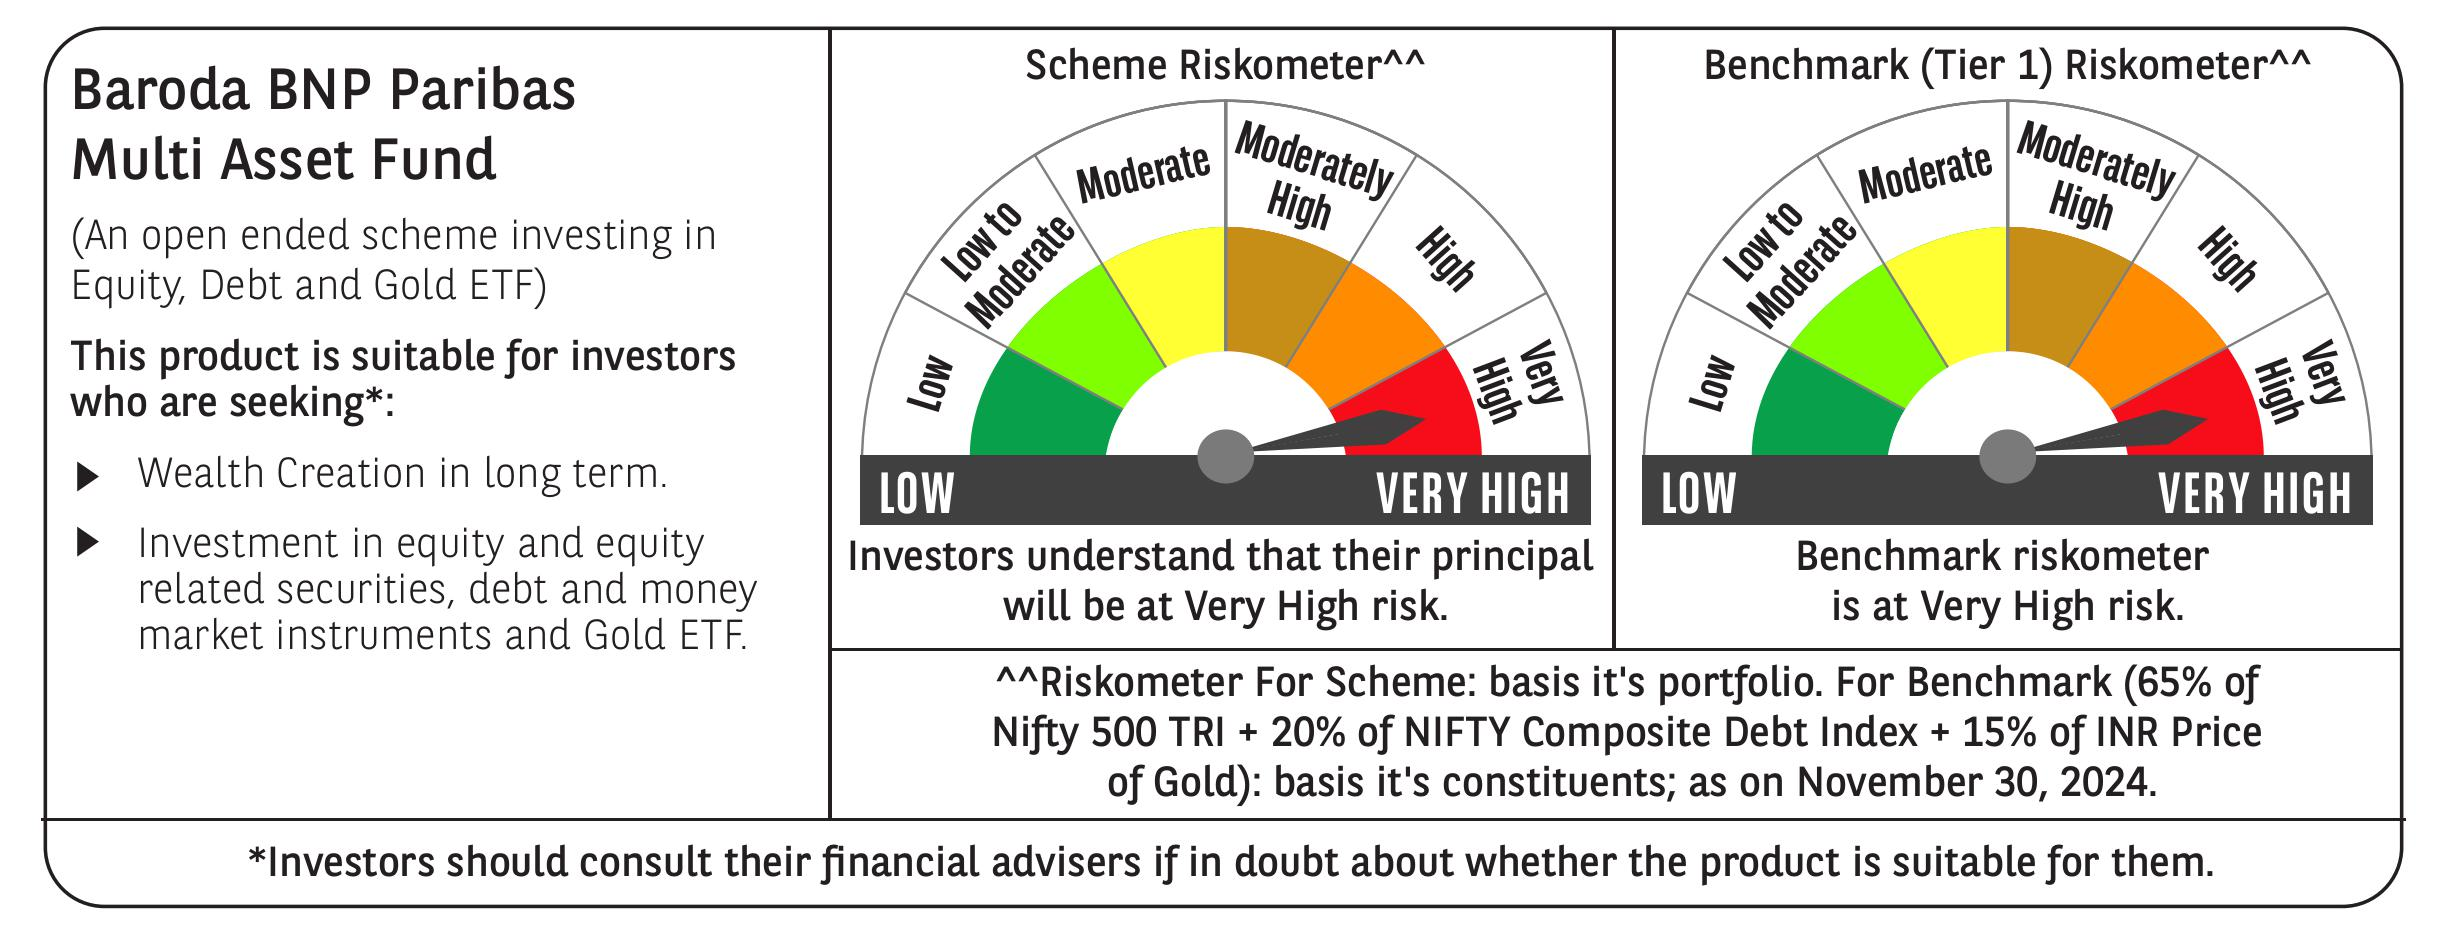 Baroda BNP Paribas
Multi Asset Fund
(An open ended scheme investing in
Equity, Debt and Gold ETF)
This product is suitable for investors
who are seeking*:
Wealth Creation in long term.
Investment in equity and equity
related securities, debt and money
market instruments and Gold ETF.
Scheme Riskometer^^
Low
Low to
Moderate
Moderate
Moderately
High
High
Very
High
LOW
VERY HIGH
Investors understand that their principal
will be at Very High risk.
Benchmark (Tier 1) Riskometer^^
Low
Low to
Moderate
Moderate
Moderately
High
High
Very
High
LOW
VERY HIGH
Benchmark riskometer
is at Very High risk.
^^Riskometer For Scheme: basis it's portfolio. For Benchmark (65% of
Nifty 500 TRI + 20% of NIFTY Composite Debt Index + 15% of INR Price
of Gold): basis it's constituents; as on November 30, 2024.
*Investors should consult their financial advisers if in doubt about whether the product is suitable for them.